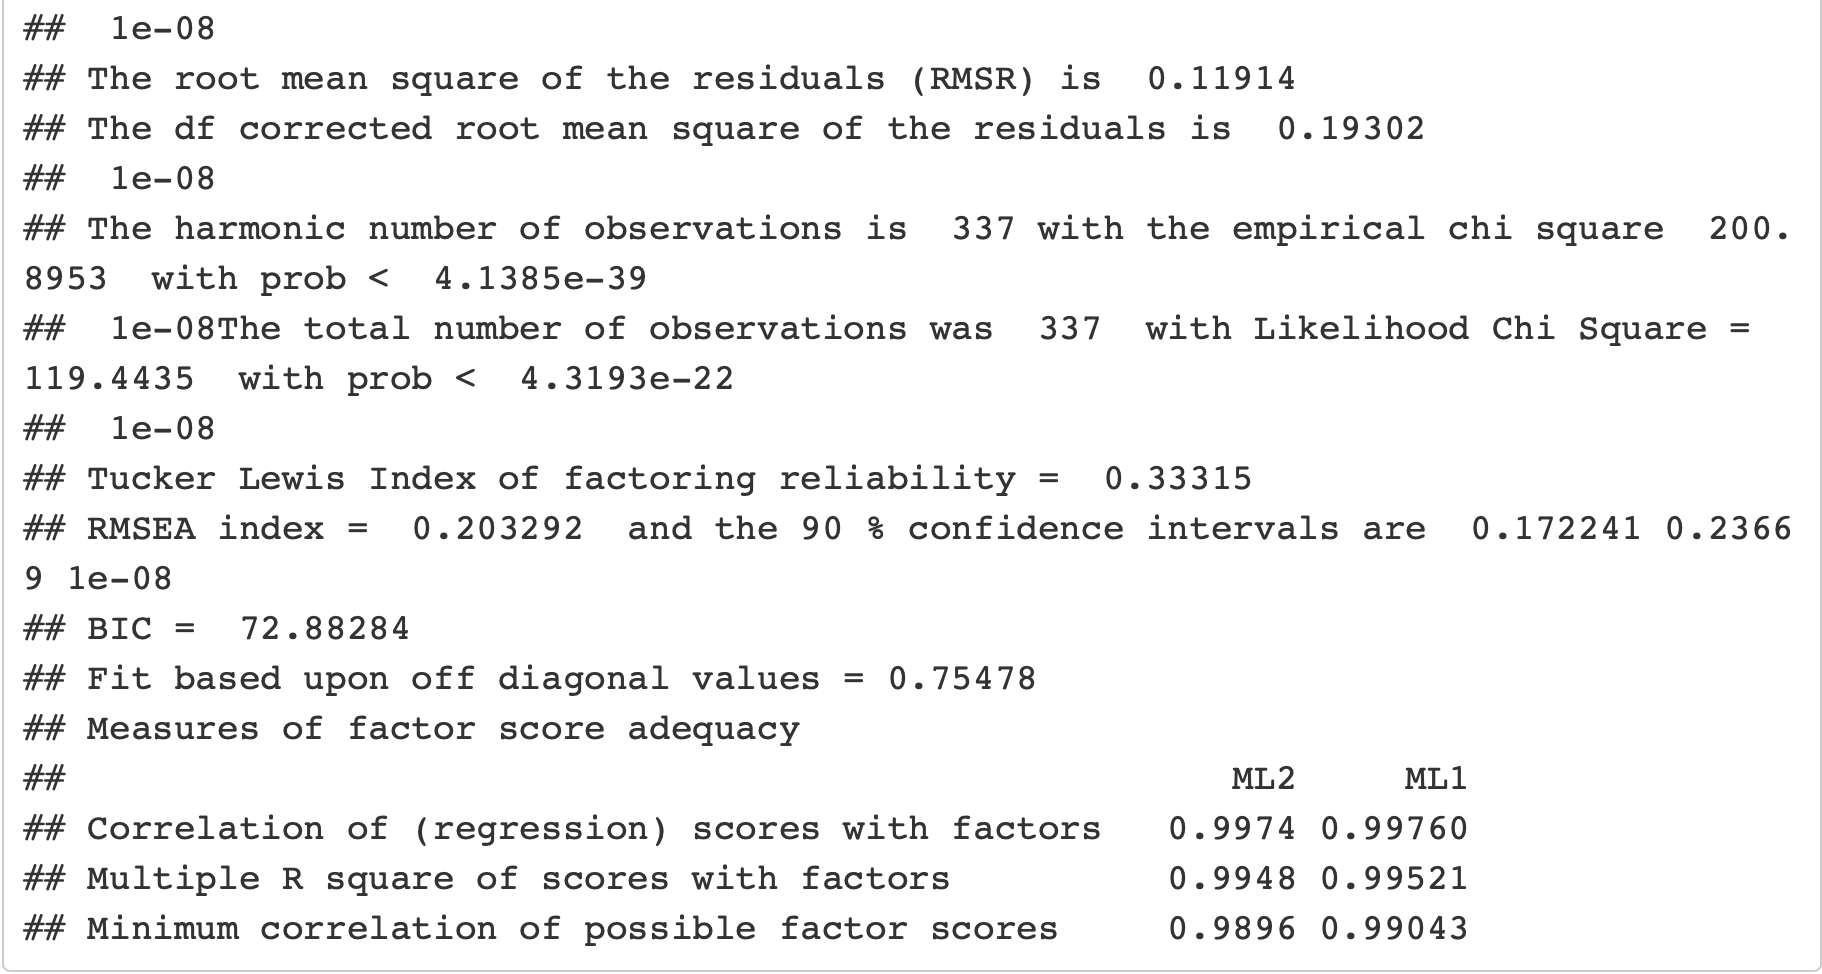 ##  1e-08
## The root mean square of the residuals (RMSR) is  0.11914
## The df corrected root mean square of the residuals is  0.19302
##  1e-08
## The harmonic number of observations is  337 with the empirical chi square  200.
8953  with prob <  4.1385e-39
##  1e-08The total number of observations was  337  with Likelihood Chi Square =
119.4435  with prob <  4.3193e-22
##  1e-08
## Tucker Lewis Index of factoring reliability =  0.33315
## RMSEA index =  0.203292  and the 90 % confidence intervals are  0.172241 0.2366
9 1e-08
## BIC =  72.88284
## Fit based upon off diagonal values = 0.75478
## Measures of factor score adequacy
##                                                      ML2     ML1
## Correlation of (regression) scores with factors   0.9974 0.99760
## Multiple R square of scores with factors          0.9948 0.99521
## Minimum correlation of possible factor scores     0.9896 0.99043